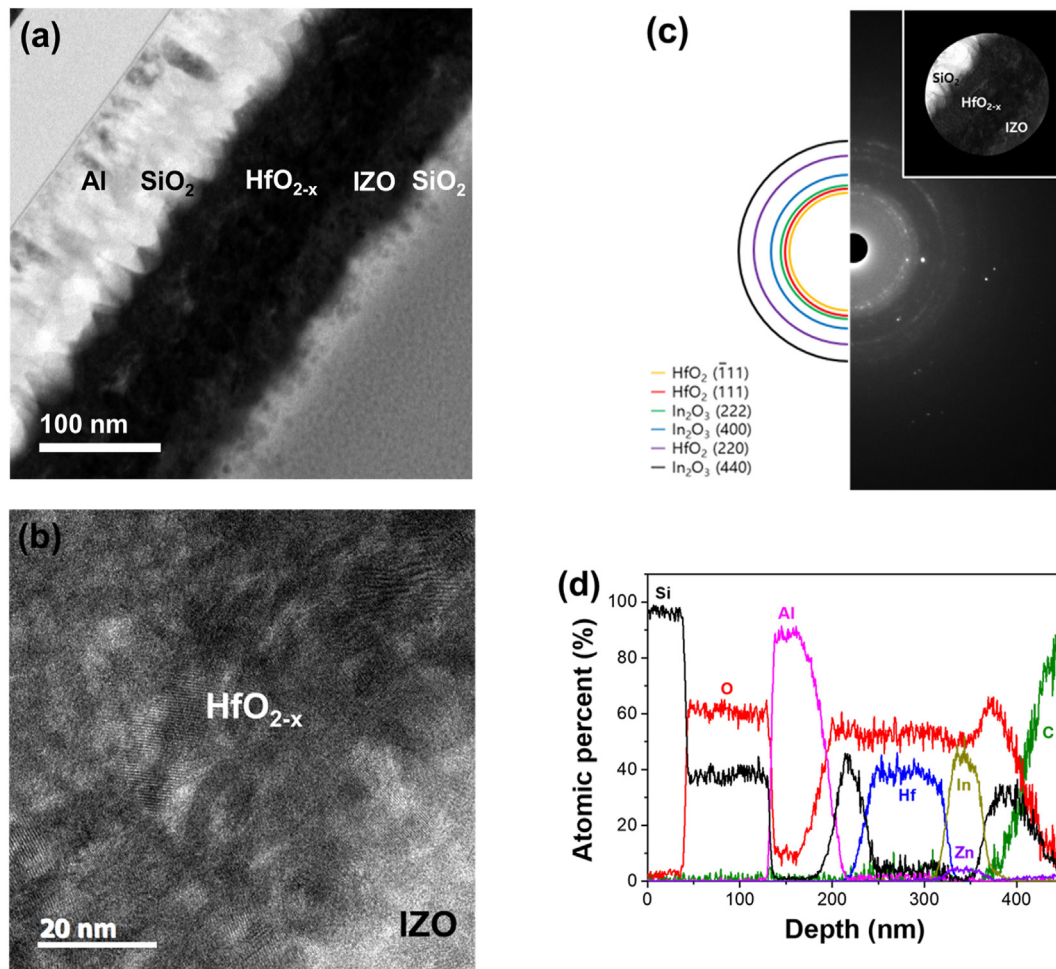 (a)
Al SiO₂ HfO₂₋ₓ IZO SiO₂
100 nm
(b)
HfO₂₋ₓ
IZO
20 nm
(c)
SiO₂
HfO₂₋ₓ
IZO
HfO₂ (1̅11)
HfO₂ (111)
In₂O₃ (222)
In₂O₃ (400)
HfO₂ (220)
In₂O₃ (440)
(d)
Si
Al
O
C
In
Hf
Zn
Atomic percent (%)
100
80
60
40
20
0
0 100 200 300 400
Depth (nm)